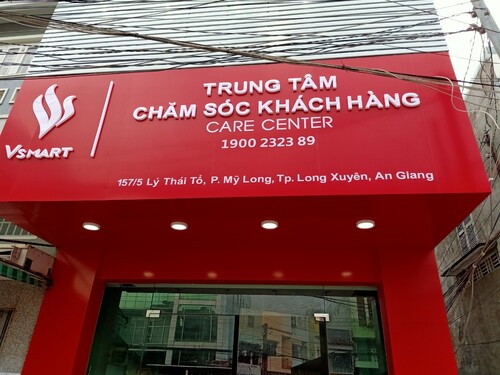 VSMART
TRUNG TÂM
CHĂM SÓC KHÁCH HÀNG
CARE CENTER
1900 2323 89
157/5 Lý Thái Tổ, P. Mỹ Long, Tp. Long Xuyên, An Giang